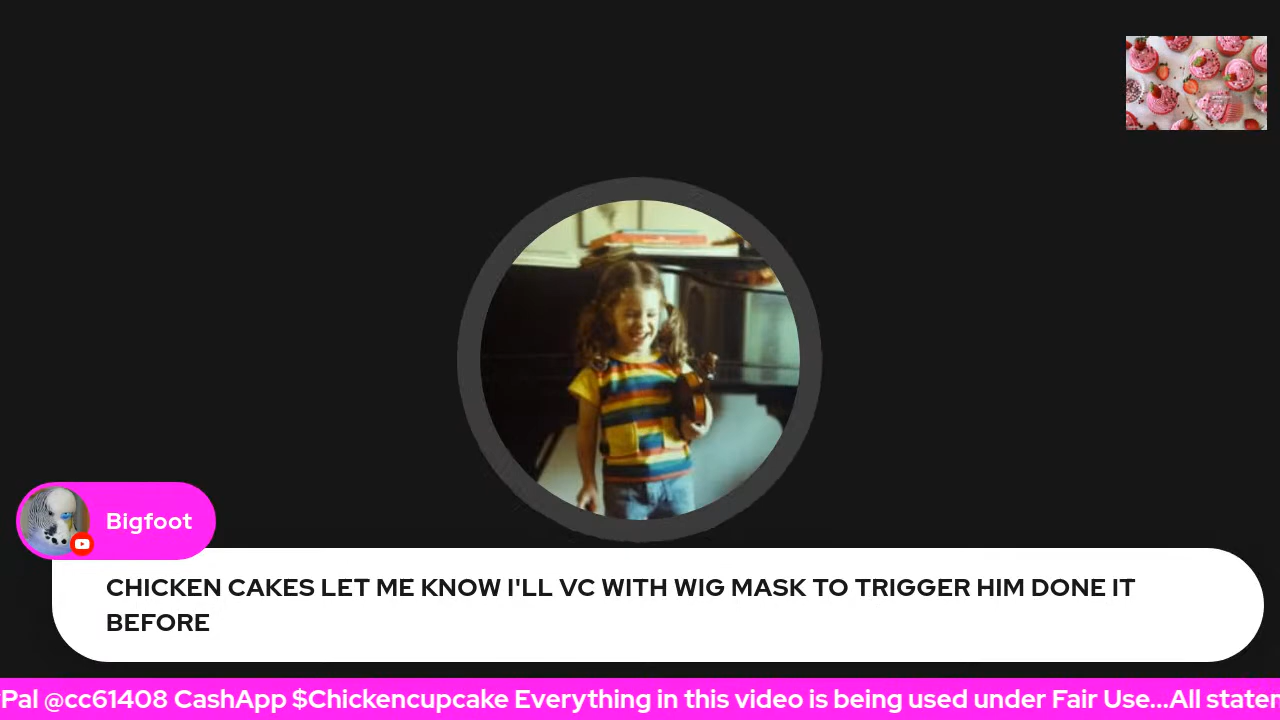 Bigfoot
CHICKEN CAKES LET ME KNOW I'LL VC WITH WIG MASK TO TRIGGER HIM DONE IT
BEFORE
Pal @cc61408 CashApp $Chickencupcake Everything in this video is being used under Fair Use...All stater